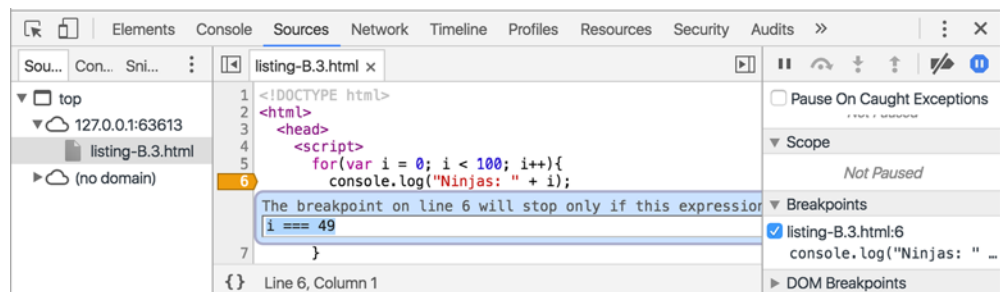 Elements Console Sources Network Timeline Profiles Resources Security Audits »
Sou... Con... Sni...
top
127.0.0.1:63613
listing-B.3.html
(no domain)
listing-B.3.html ×
1 <!DOCTYPE html>
2 <html>
3 <head>
4 <script>
5 for(var i = 0; i < 100; i++){
6 console.log("Ninjas: " + i);
The breakpoint on line 6 will stop only if this expression
i === 49
7 }
{} Line 6, Column 1
Pause On Caught Exceptions
Scope
Not Paused
Breakpoints
listing-B.3.html:6
console.log("Ninjas: " …
DOM Breakpoints